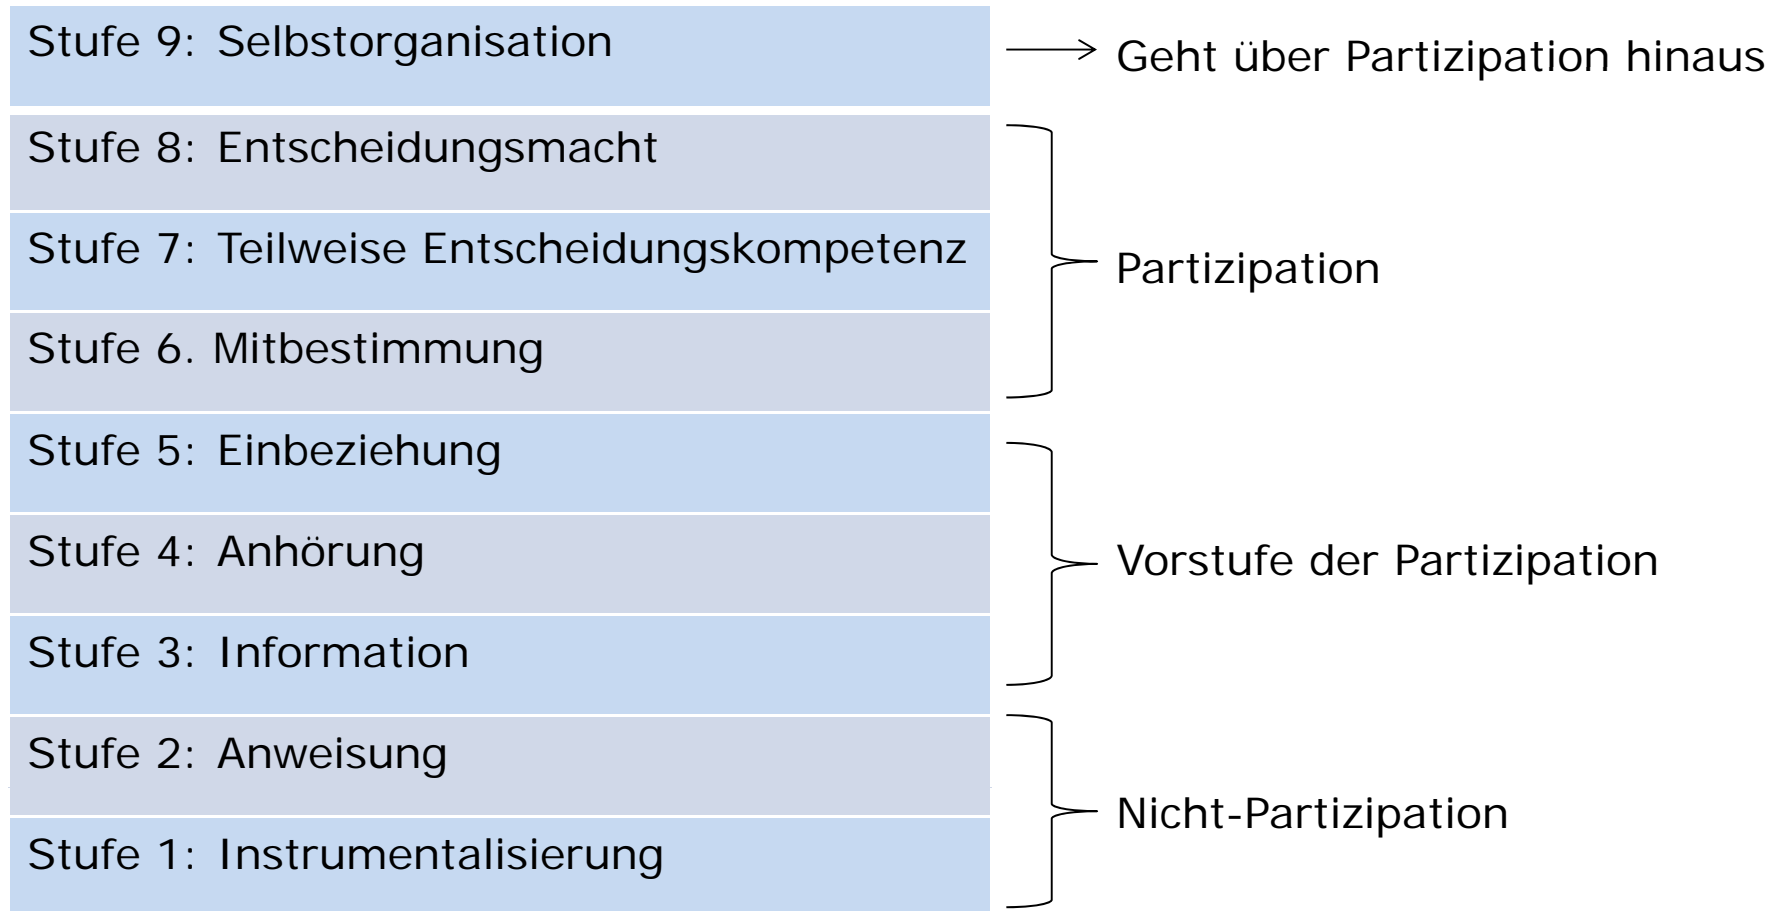 Stufe 9: Selbstorganisation
Geht über Partizipation hinaus
Stufe 8: Entscheidungsmacht
Stufe 7: Teilweise Entscheidungskompetenz
Partizipation
Stufe 6. Mitbestimmung
Stufe 5: Einbeziehung
Stufe 4: Anhörung
Vorstufe der Partizipation
Stufe 3: Information
Stufe 2: Anweisung
Nicht-Partizipation
Stufe 1: Instrumentalisierung